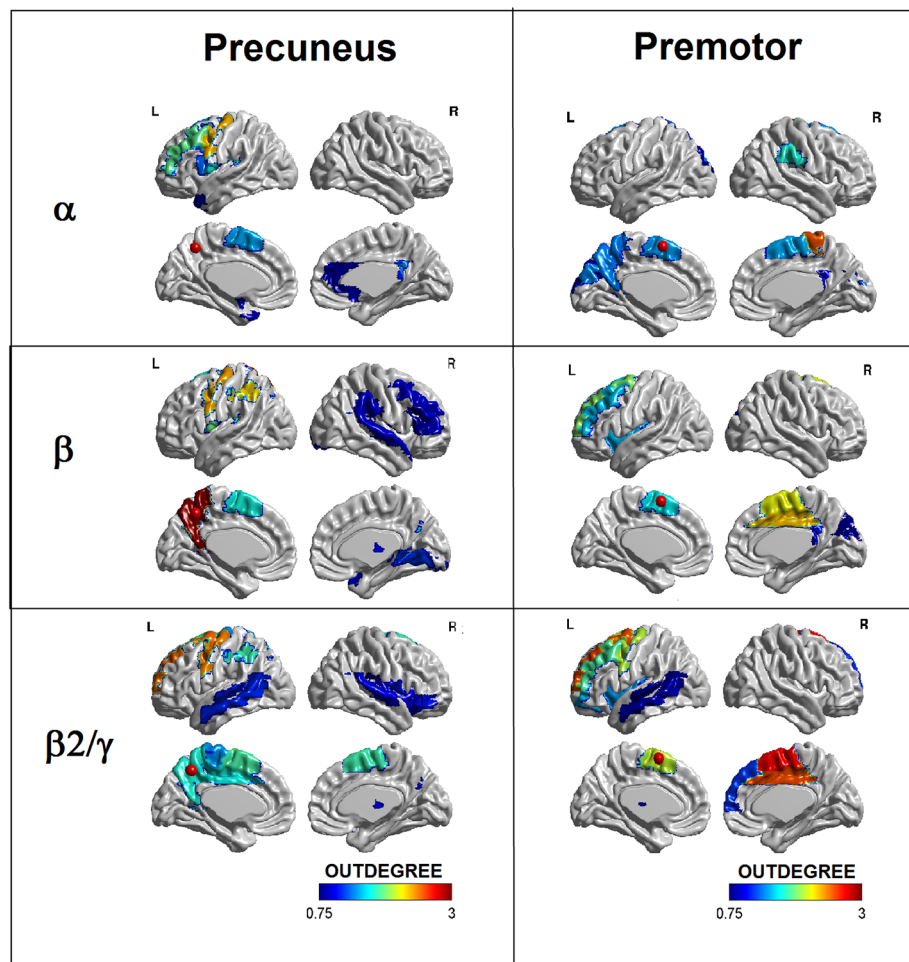 Precuneus
Premotor
L R
L R
α
L R
L R
β
L R
L R
β2/γ
OUTDEGREE
0.75 3
OUTDEGREE
0.75 3